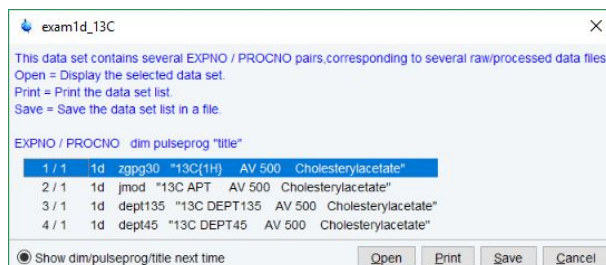 exam1d_13C
This data set contains several EXPNO / PROCNO pairs,corresponding to several raw/processed data files
Open = Display the selected data set.
Print = Print the data set list.
Save = Save the data set list in a file.
EXPNO / PROCNO dim pulseprog "title"
1 / 1 1d zgpg30 "13C{1H} AV 500 Cholesterylacetate"
2 / 1 1d jmod "13C APT AV 500 Cholesterylacetate"
3 / 1 1d dept135 "13C DEPT135 AV 500 Cholesterylacetate"
4 / 1 1d dept45 "13C DEPT45 AV 500 Cholesterylacetate"
Show dim/pulseprog/title next time Open Print Save Cancel